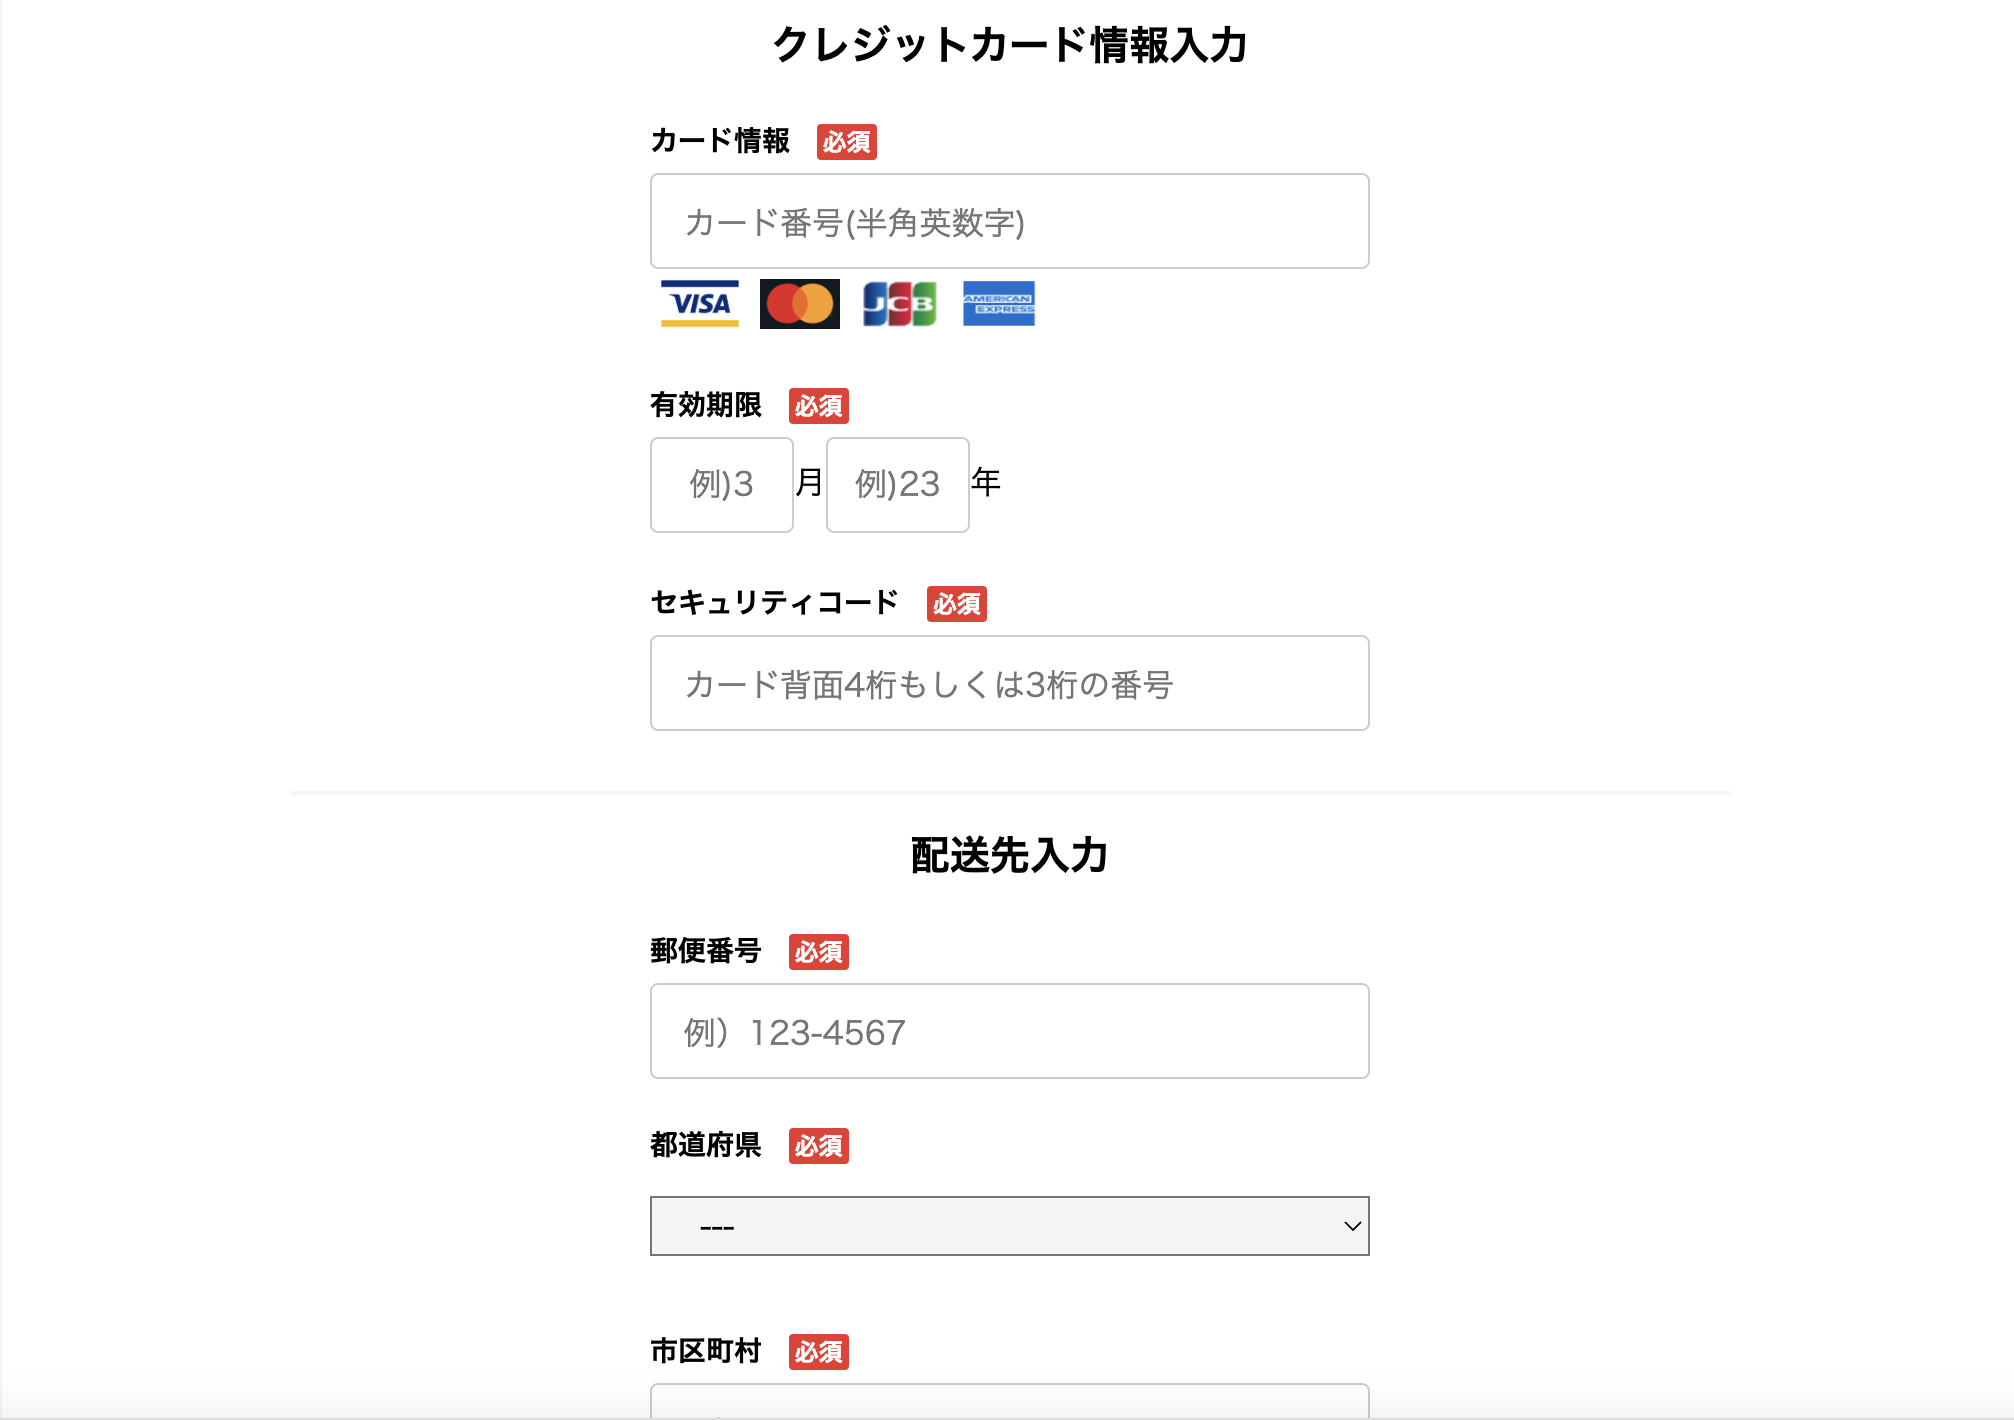 クレジットカード情報入力
カード情報 必須
カード番号(半角英数字)
VISA JCB AMERICAN EXPRESS
有効期限 必須
例)3 月 例)23 年
セキュリティコード 必須
カード背面4桁もしくは3桁の番号
配送先入力
郵便番号 必須
例）123-4567
都道府県 必須
---
市区町村 必須